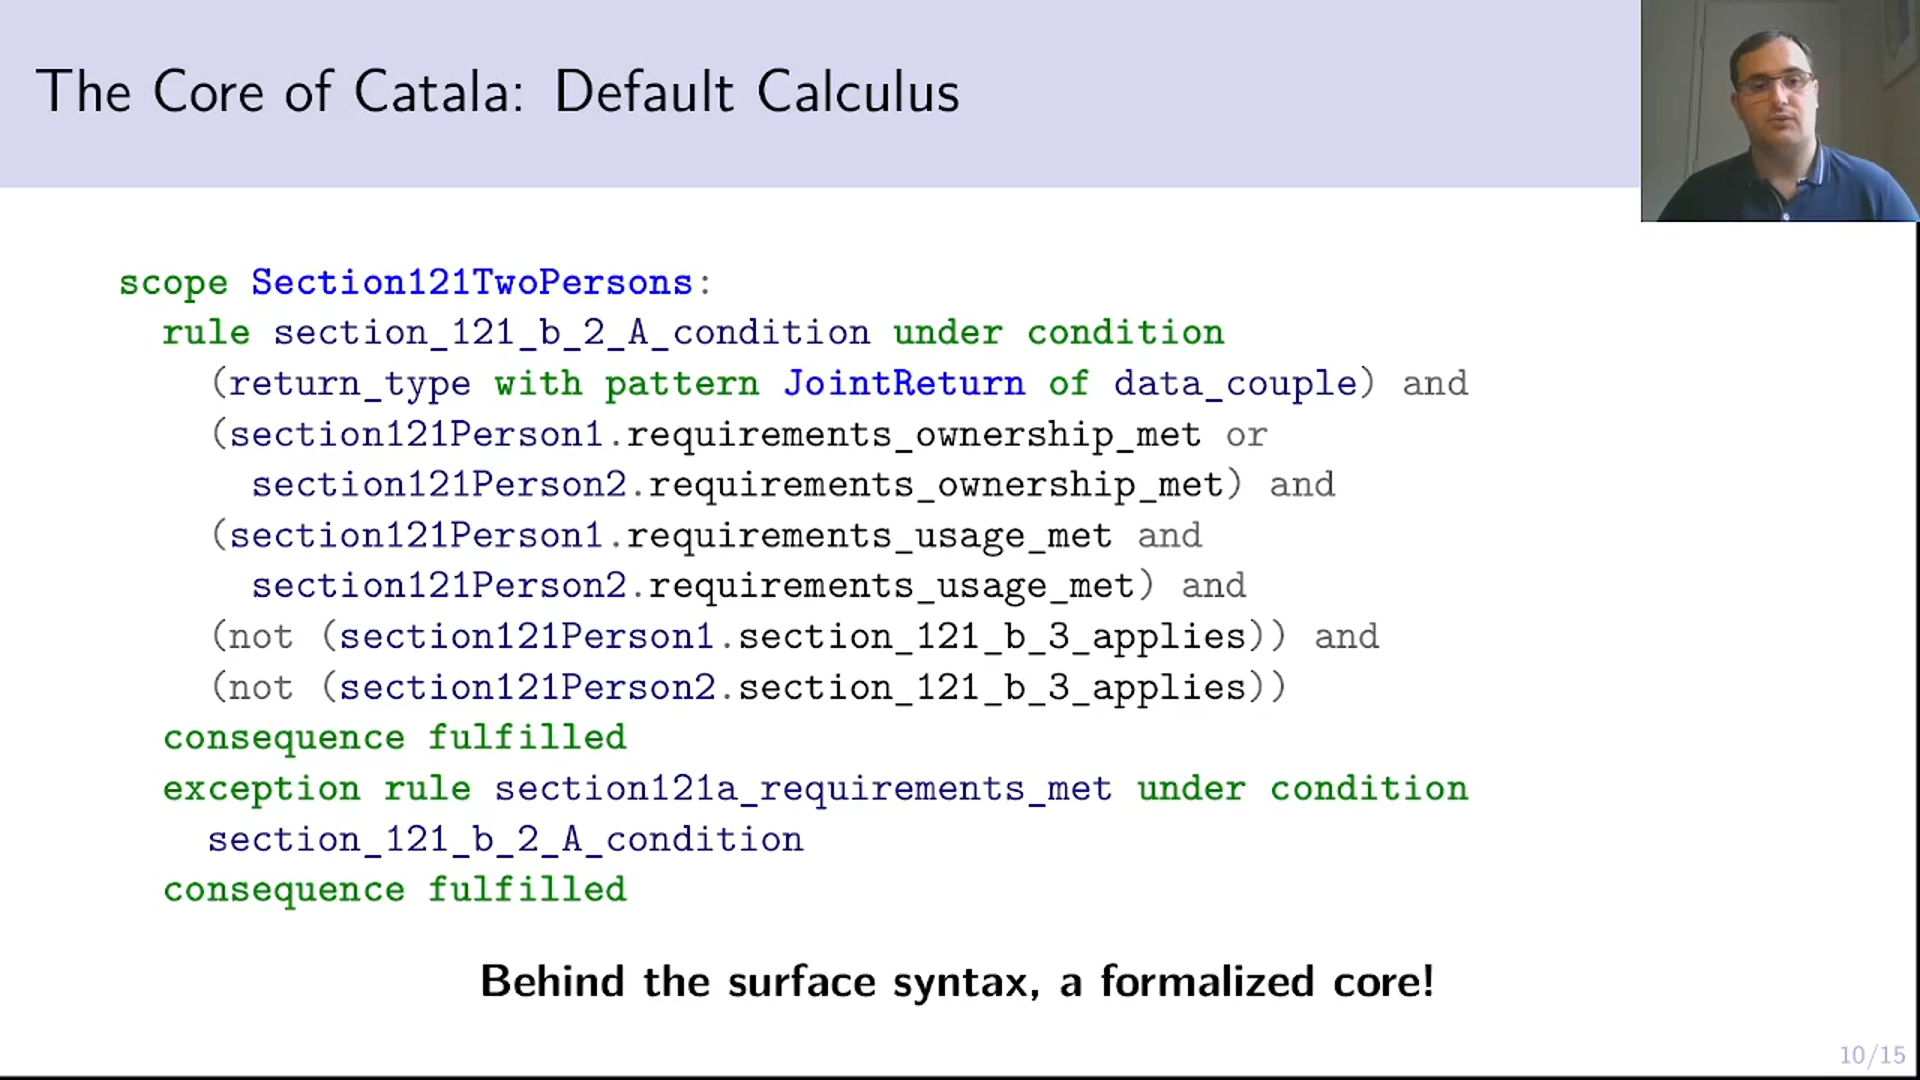 The Core of Catala: Default Calculus
scope Section121TwoPersons:
rule section_121_b_2_A_condition under condition
(return_type with pattern JointReturn of data_couple) and
(section121Person1.requirements_ownership_met or
section121Person2.requirements_ownership_met) and
(section121Person1.requirements_usage_met and
section121Person2.requirements_usage_met) and
(not (section121Person1.section_121_b_3_applies)) and
(not (section121Person2.section_121_b_3_applies))
consequence fulfilled
exception rule section121a_requirements_met under condition
section_121_b_2_A_condition
consequence fulfilled
Behind the surface syntax, a formalized core!
10/15